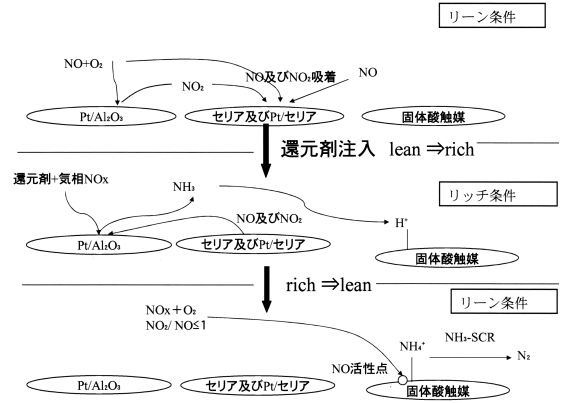 リーン条件
NO+O₂
NO₂
NO及びNO₂吸着
NO
Pt/Al₂O₃
セリア及びPt/セリア
固体酸触媒
還元剤注入 lean ⇒rich
還元剤+気相NOx
NH₃
リッチ条件
NO及びNO₂
H⁺
Pt/Al₂O₃
セリア及びPt/セリア
固体酸触媒
rich ⇒lean
リーン条件
NOx+O₂
NO₂/ NO≤1
NH₄⁺
NH₃-SCR
N₂
NO活性点
Pt/Al₂O₃
セリア及びPt/セリア
固体酸触媒